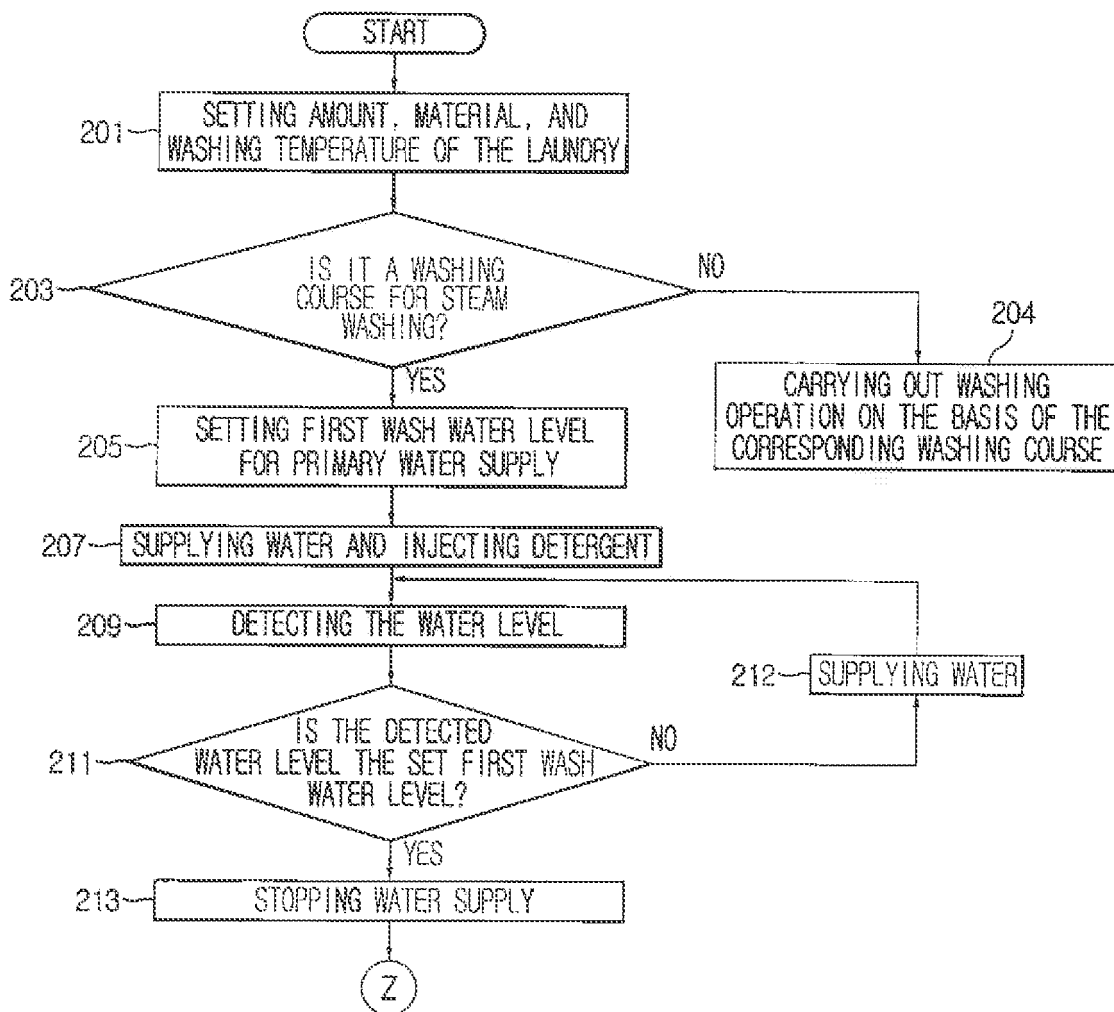 START
201
SETTING AMOUNT, MATERIAL, AND
WASHING TEMPERATURE OF THE LAUNDRY
203
IS IT A WASHING
COURSE FOR STEAM
WASHING?
NO
204
YES
CARRYING OUT WASHING
OPERATION ON THE BASIS OF THE
CORRESPONDING WASHING COURSE
205
SETTING FIRST WASH WATER LEVEL
FOR PRIMARY WATER SUPPLY
207
SUPPLYING WATER AND INJECTING DETERGENT
209
DETECTING THE WATER LEVEL
212
SUPPLYING WATER
211
IS THE DETECTED
WATER LEVEL THE SET FIRST WASH
WATER LEVEL?
NO
YES
213
STOPPING WATER SUPPLY
Z